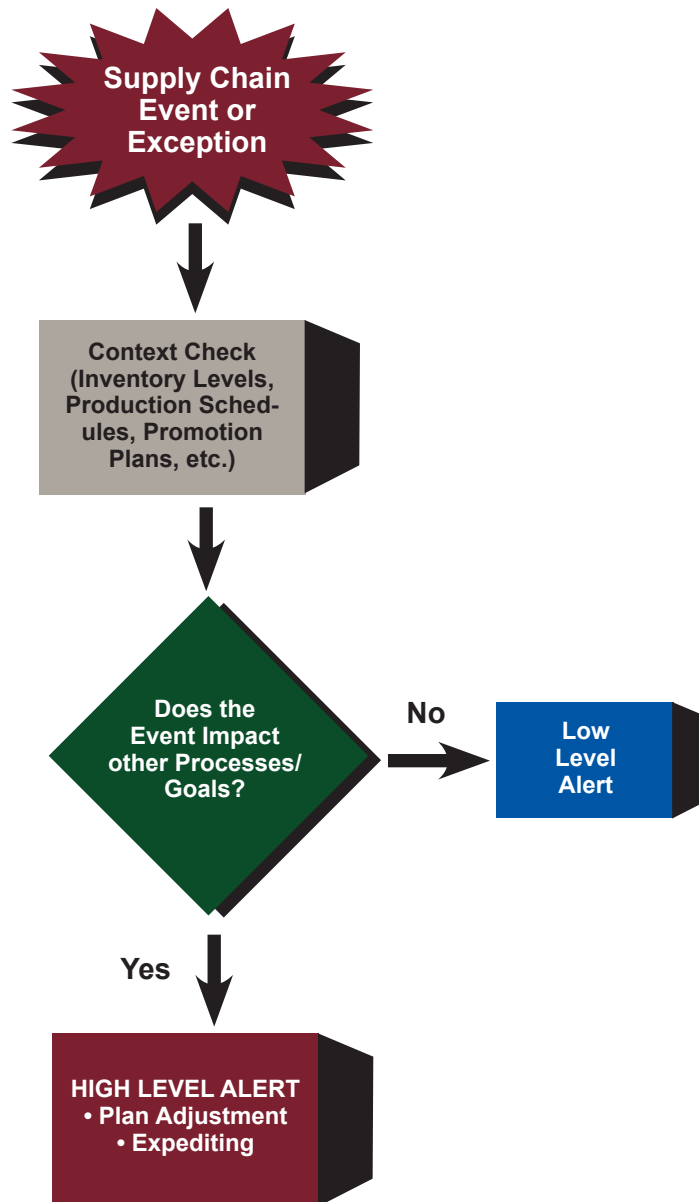 Supply Chain
Event or
Exception
Context Check
(Inventory Levels,
Production Sched-
ules, Promotion
Plans, etc.)
Does the
Event Impact
other Processes/
Goals?
No
Low
Level
Alert
Yes
HIGH LEVEL ALERT
• Plan Adjustment
• Expediting